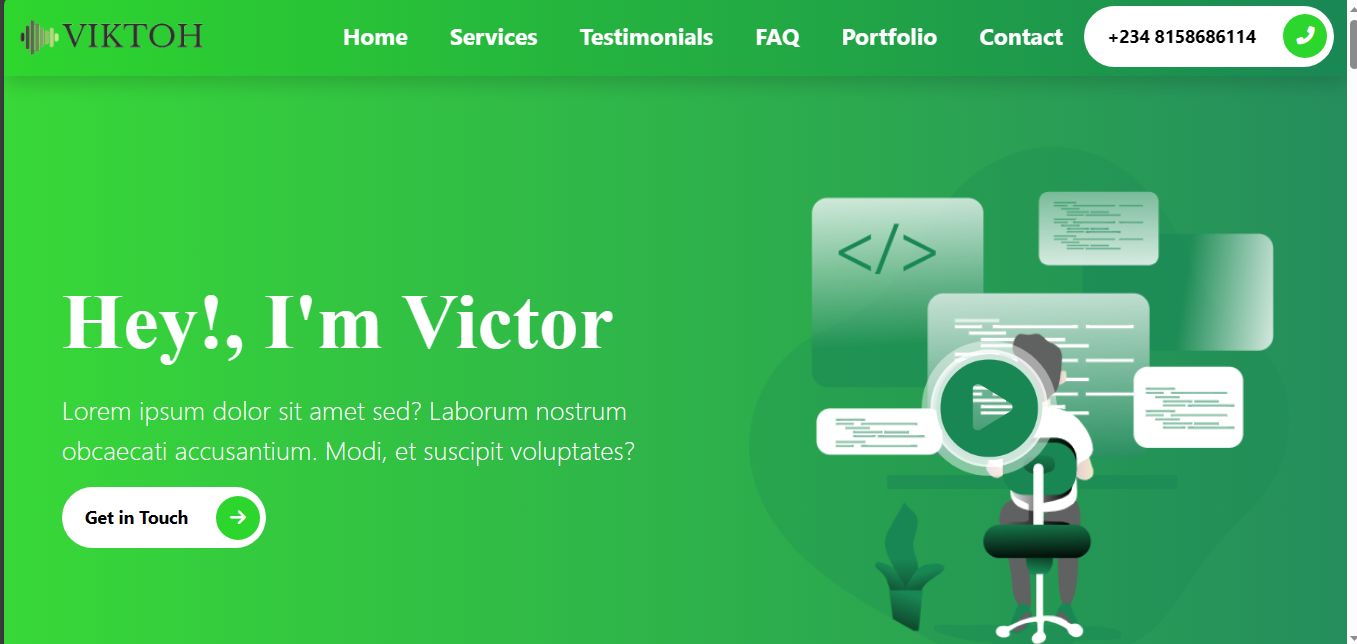 VIKTOH
Home Services Testimonials FAQ Portfolio Contact +234 8158686114
</>
Hey!, I'm Victor
Lorem ipsum dolor sit amet sed? Laborum nostrum
obcaecati accusantium. Modi, et suscipit voluptates?
Get in Touch